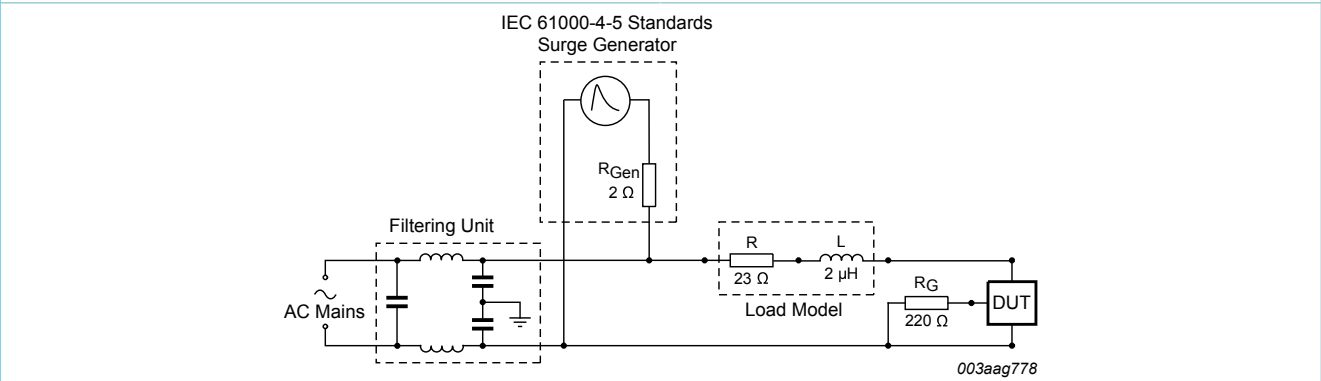 IEC 61000-4-5 Standards
Surge Generator
RGen
2 Ω
Filtering Unit
R
L
23 Ω
2 μH
RG
AC Mains
Load Model
220 Ω
DUT
003aag778